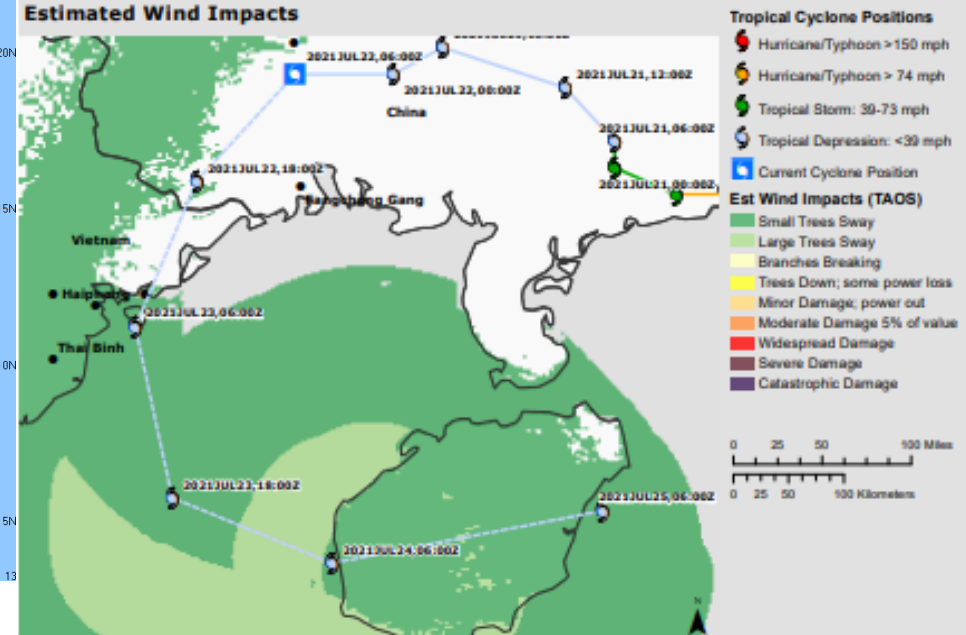 Estimated Wind Impacts
20N
5N
0N
5N
13
2021JUL22,06:00Z
2021JUL22,00:00Z
2021JUL21,12:00Z
China
2021JUL21,06:00Z
2021JUL21,00:00Z
2021JUL22,18:00Z
Gang
Vietnam
Haiphong
2021JUL23,06:00Z
Thai Binh
2021JUL23,18:00Z
2021JUL25,06:00Z
2021JUL24,06:00Z
N
Tropical Cyclone Positions
Hurricane/Typhoon >150 mph
Hurricane/Typhoon > 74 mph
Tropical Storm: 39-73 mph
Tropical Depression: <39 mph
Current Cyclone Position
Est Wind Impacts (TAOS)
Small Trees Sway
Large Trees Sway
Branches Breaking
Trees Down; some power loss
Minor Damage; power out
Moderate Damage 5% of value
Widespread Damage
Severe Damage
Catastrophic Damage
0 25 50 100 Miles
0 25 50 100 Kilometers